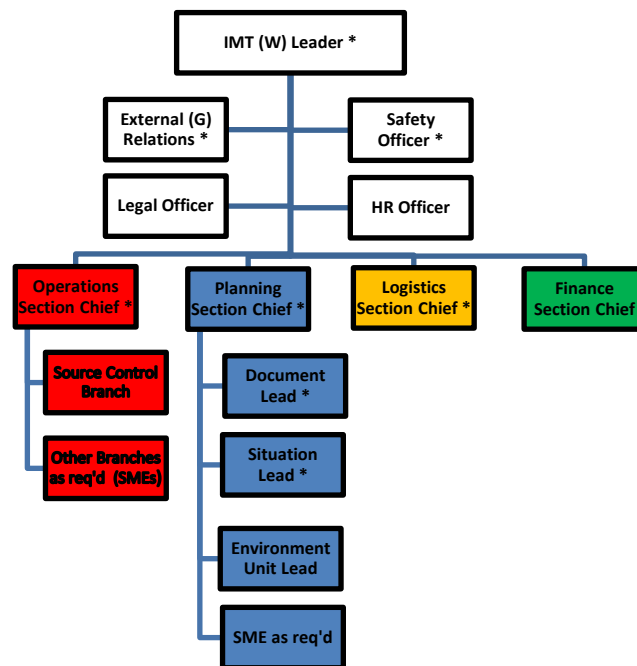 IMT (W) Leader *
External (G)
Relations *
Safety
Officer *
Legal Officer
HR Officer
Operations
Section Chief *
Planning
Section Chief *
Logistics
Section Chief *
Finance
Section Chief
Source Control
Branch
Other Branches
as req'd (SMEs)
Document
Lead *
Situation
Lead *
Environment
Unit Lead
SME as req'd